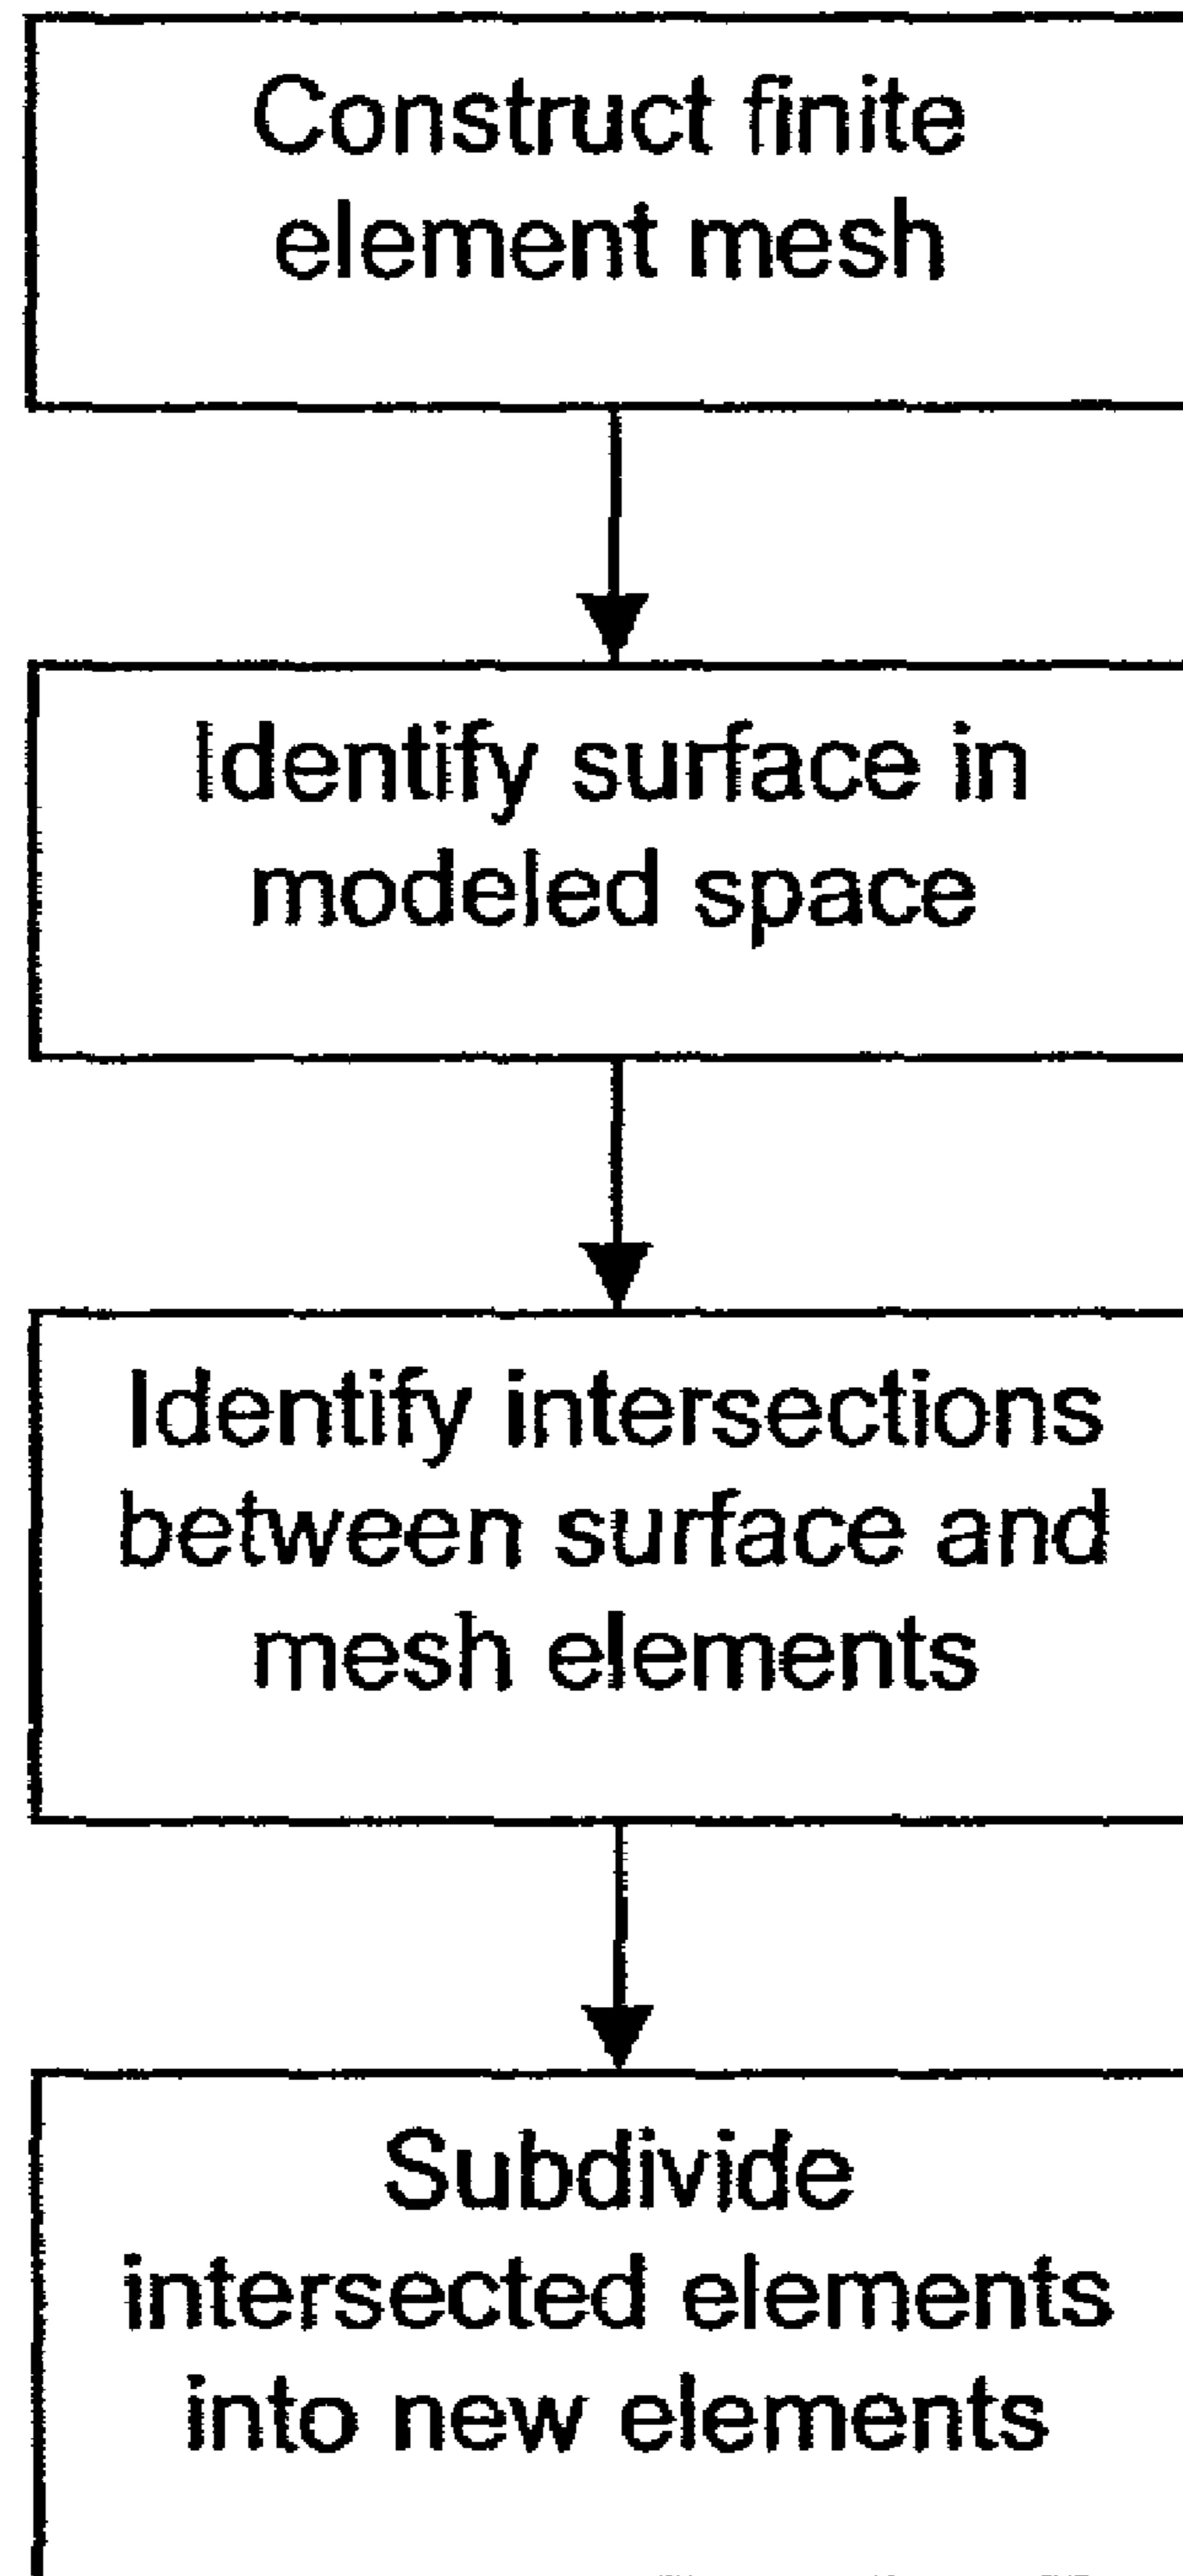 Construct finite
element mesh
Identify surface in
modeled space
Identify intersections
between surface and
mesh elements
Subdivide
intersected elements
into new elements